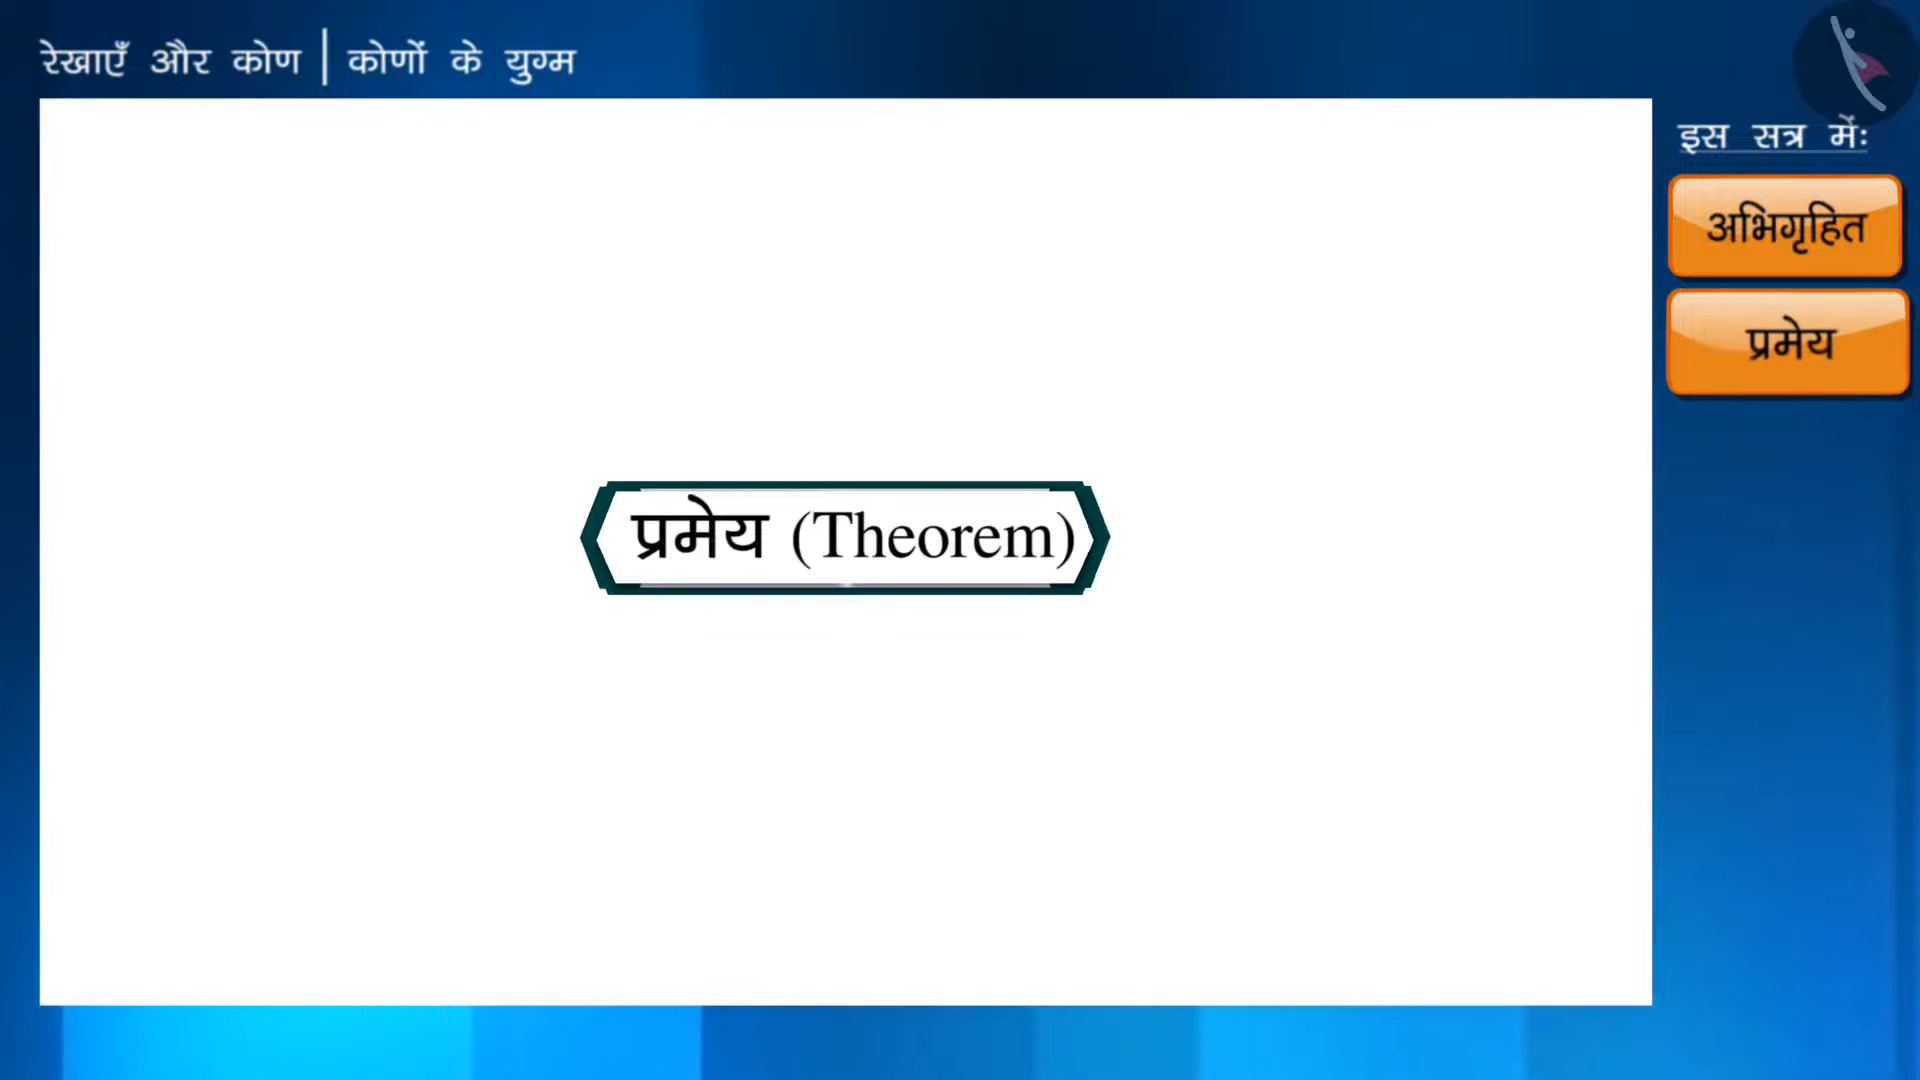 रेखाएँ और कोण | कोणों के युग्म
इस सत्र में:
अभिगृहित
प्रमेय
प्रमेय (Theorem)